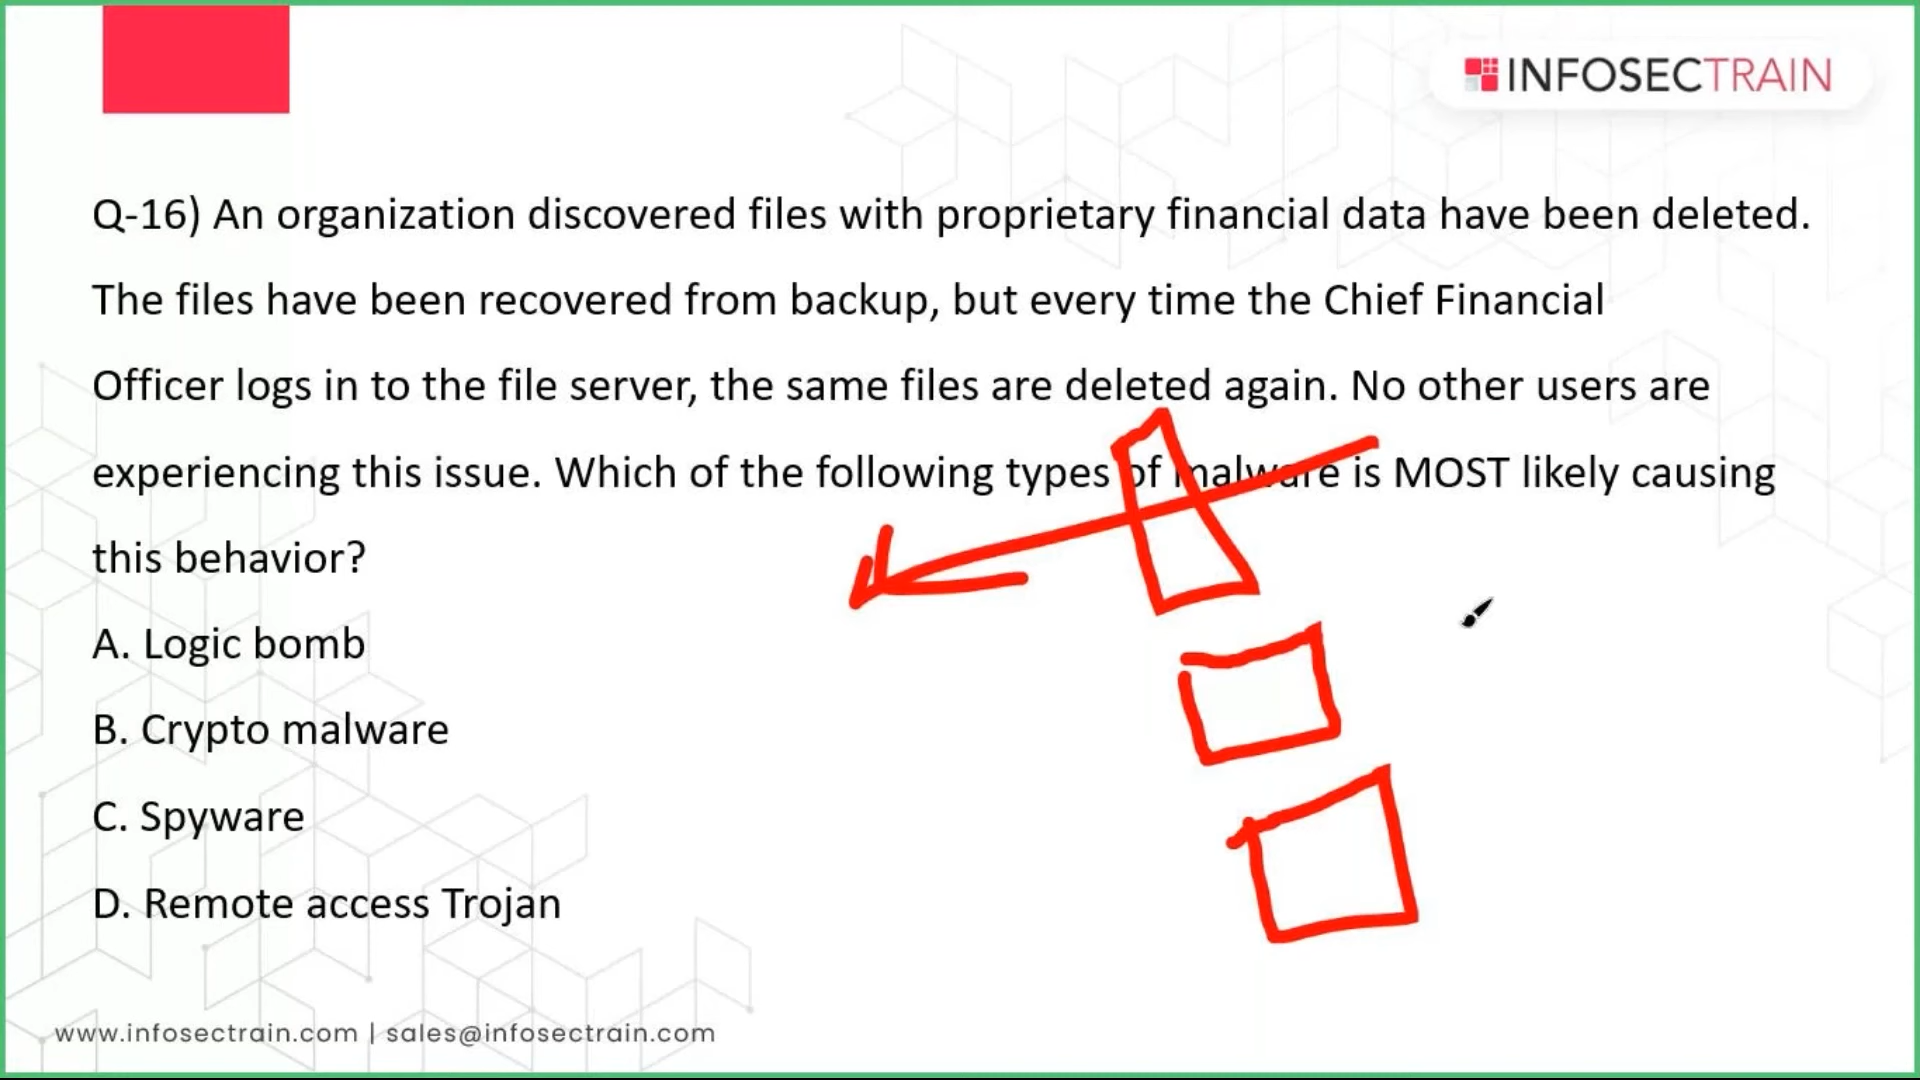 INFOSECTRAIN
Q-16) An organization discovered files with proprietary financial data have been deleted.
The files have been recovered from backup, but every time the Chief Financial
Officer logs in to the file server, the same files are deleted again. No other users are
experiencing this issue. Which of the following types of malware is MOST likely causing
this behavior?
A. Logic bomb
B. Crypto malware
C. Spyware
D. Remote access Trojan
www.infosectrain.com | sales@infosectrain.com